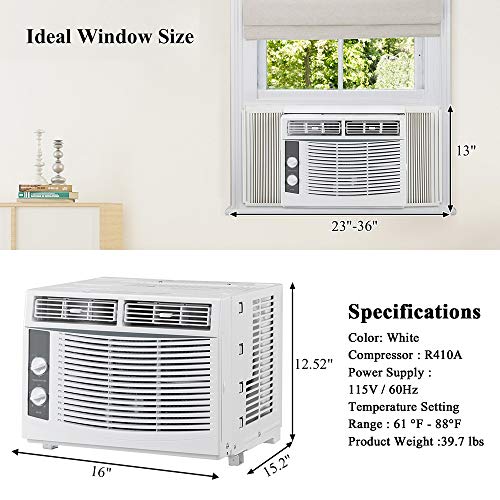 Ideal Window Size
13"
23"-36"
12.52"
16"
15.2"
Specifications
Color: White
Compressor : R410A
Power Supply :
115V / 60Hz
Temperature Setting
Range : 61 °F - 88°F
Product Weight :39.7 lbs